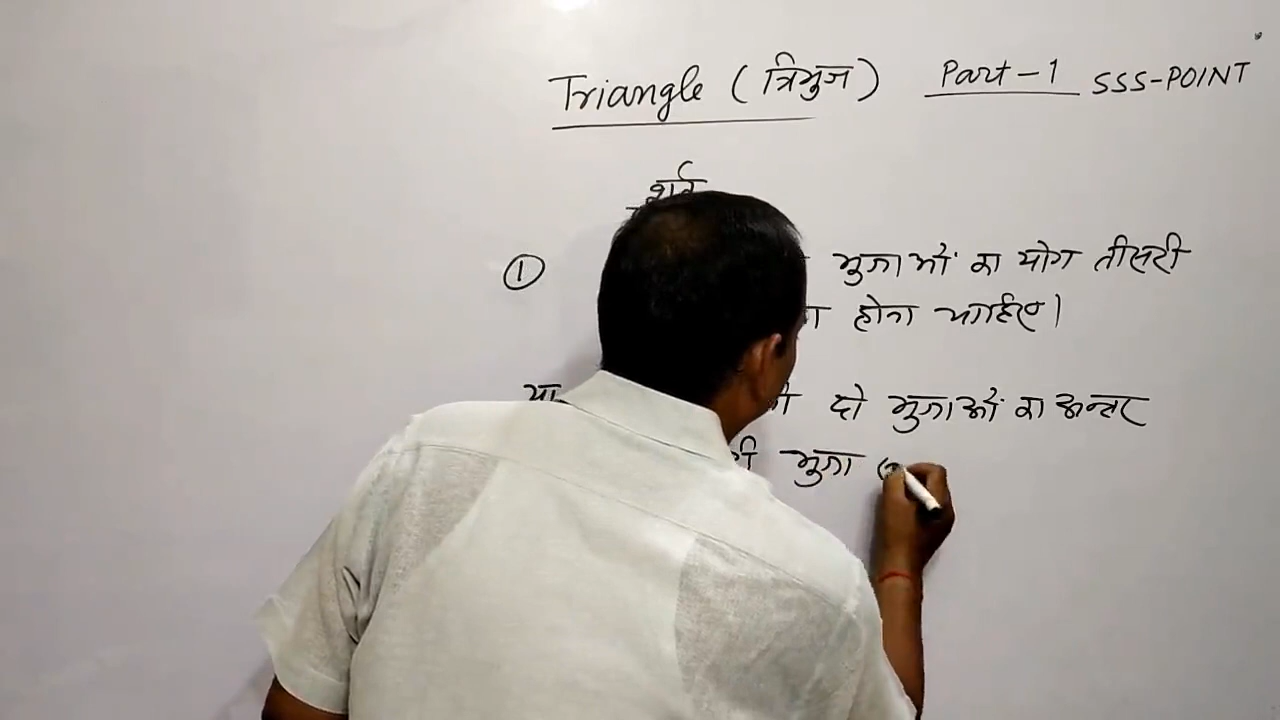 Triangle (त्रिभुज) Part-1 SSS-POINT
शर्त
① भुजाओं का योग तीसरी
होना चाहिए।
या दो भुजाओं का अन्तर
भुजा